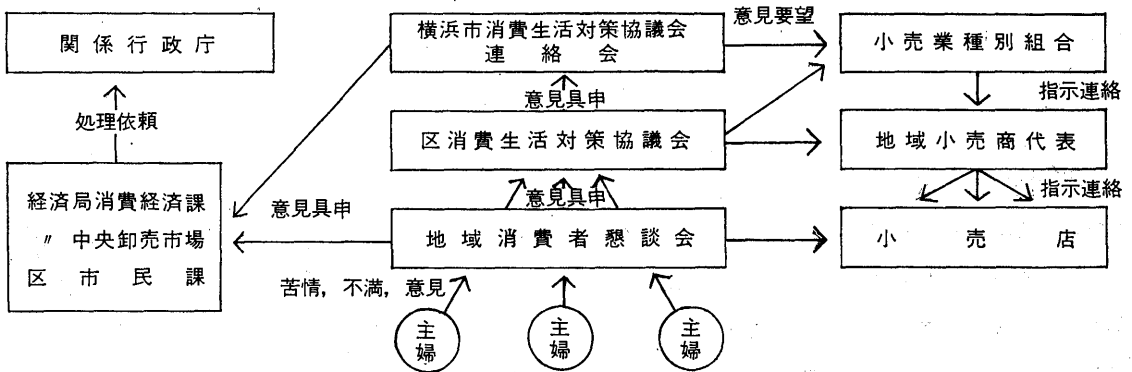 関係行政庁
処理依頼
経済局消費経済課
〃 中央卸売市場
区市民課
横浜市消費生活対策協議会
連絡会
意見具申
区消費生活対策協議会
意見具申
意見具申
地域消費者懇談会
苦情，不満，意見
主婦
主婦
主婦
意見要望
小売業種別組合
指示連絡
地域小売商代表
指示連絡
小売店